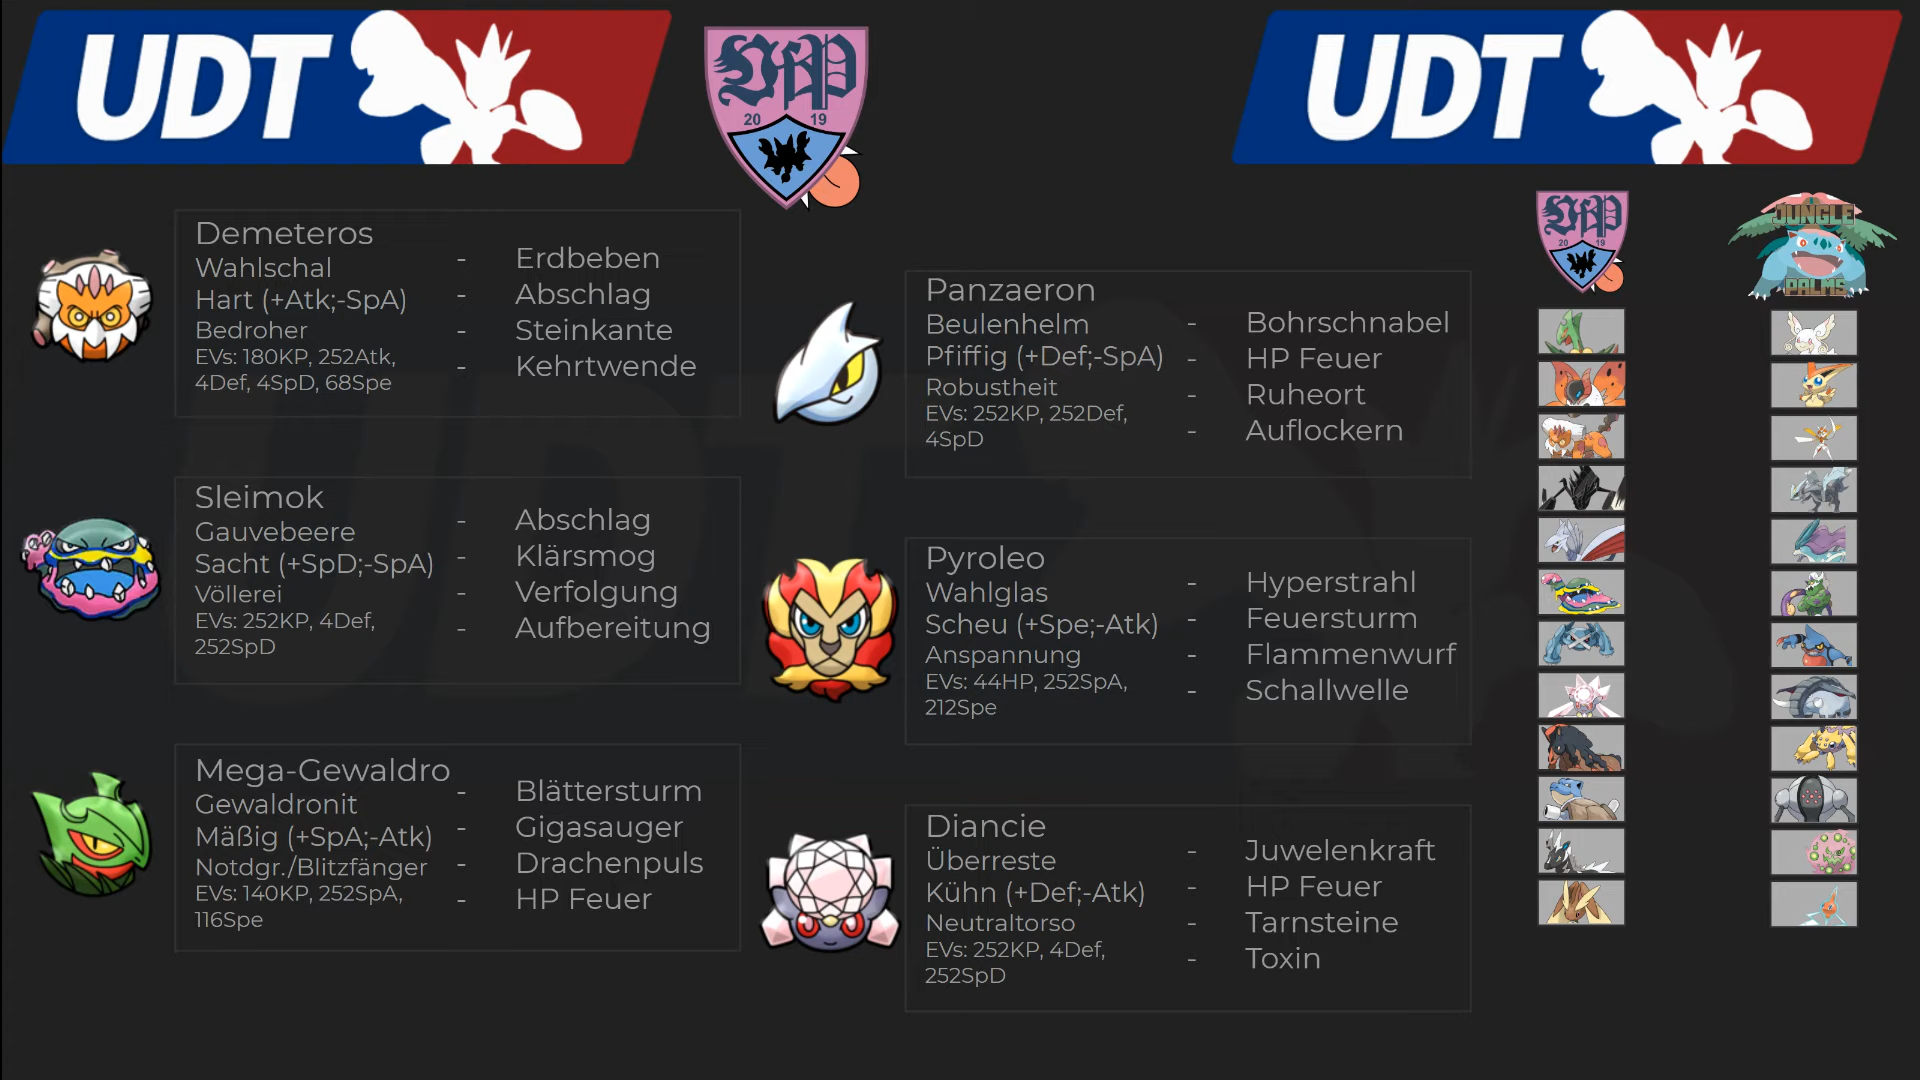 UDT
UDT
VfP
20 19
VfP
20 19
JUNGLE
PALMS
Demeteros
Wahlschal
Hart (+Atk;-SpA)
Bedroher
EVs: 180KP, 252Atk,
4Def, 4SpD, 68Spe
- Erdbeben
- Abschlag
- Steinkante
- Kehrtwende
Panzaeron
Beulenhelm
Pfiffig (+Def;-SpA)
Robustheit
EVs: 252KP, 252Def,
4SpD
- Bohrschnabel
- HP Feuer
- Ruheort
- Auflockern
Sleimok
Gauvebeere
Sacht (+SpD;-SpA)
Völlerei
EVs: 252KP, 4Def,
252SpD
- Abschlag
- Klärsmog
- Verfolgung
- Aufbereitung
Pyroleo
Wahlglas
Scheu (+Spe;-Atk)
Anspannung
EVs: 44HP, 252SpA,
212Spe
- Hyperstrahl
- Feuersturm
- Flammenwurf
- Schallwelle
Mega-Gewaldro
Gewaldronit
Mäßig (+SpA;-Atk)
Notdgr./Blitzfänger
EVs: 140KP, 252SpA,
116Spe
- Blättersturm
- Gigasauger
- Drachenpuls
- HP Feuer
Diancie
Überreste
Kühn (+Def;-Atk)
Neutraltorso
EVs: 252KP, 4Def,
252SpD
- Juwelenkraft
- HP Feuer
- Tarnsteine
- Toxin
UDT